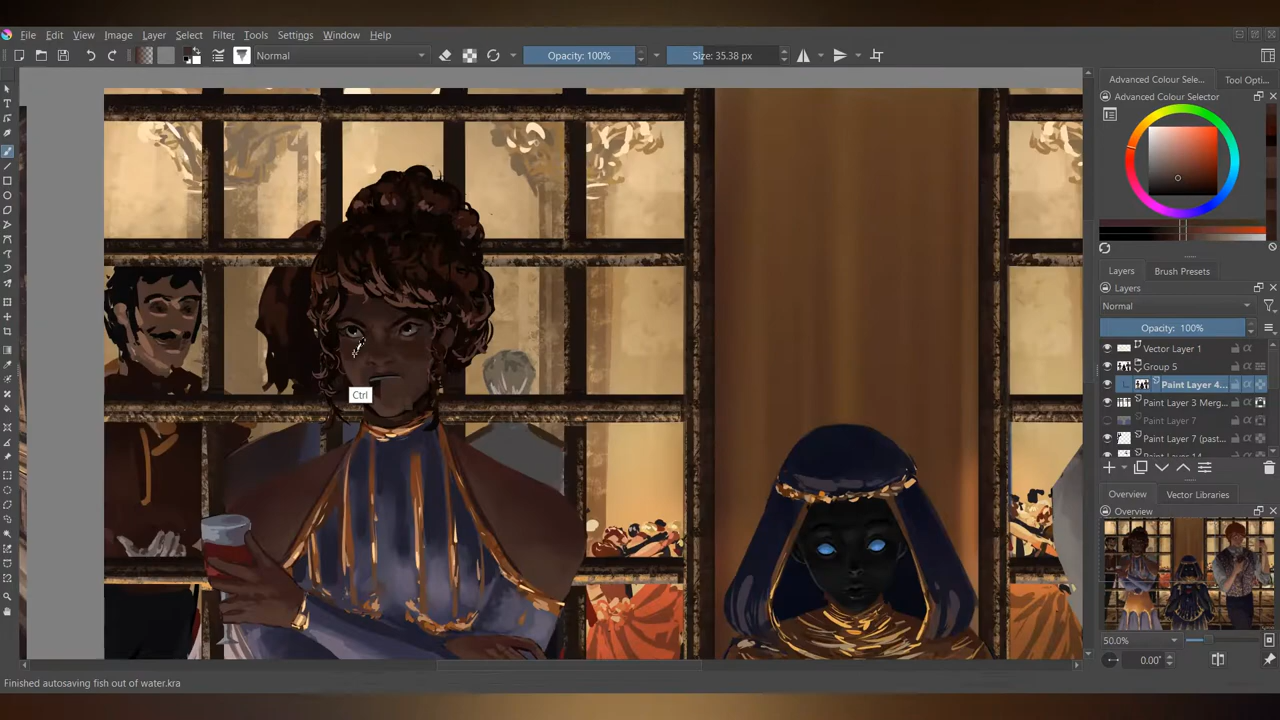 File Edit View Image Layer Select Filter Tools Settings Window Help
Normal Opacity: 100% Size: 35.38 px
Advanced Colour Sele... Tool Opti...
Advanced Colour Selector
Layers Brush Presets
Layers
Normal
Opacity: 100%
Vector Layer 1
Group 5
Paint Layer 4...
Paint Layer 3 Merg...
Paint Layer 7
Paint Layer 7 (past...
Paint Layer 14
Overview Vector Libraries
Overview
50.0%
0.00°
Ctrl
Finished autosaving fish out of water.kra